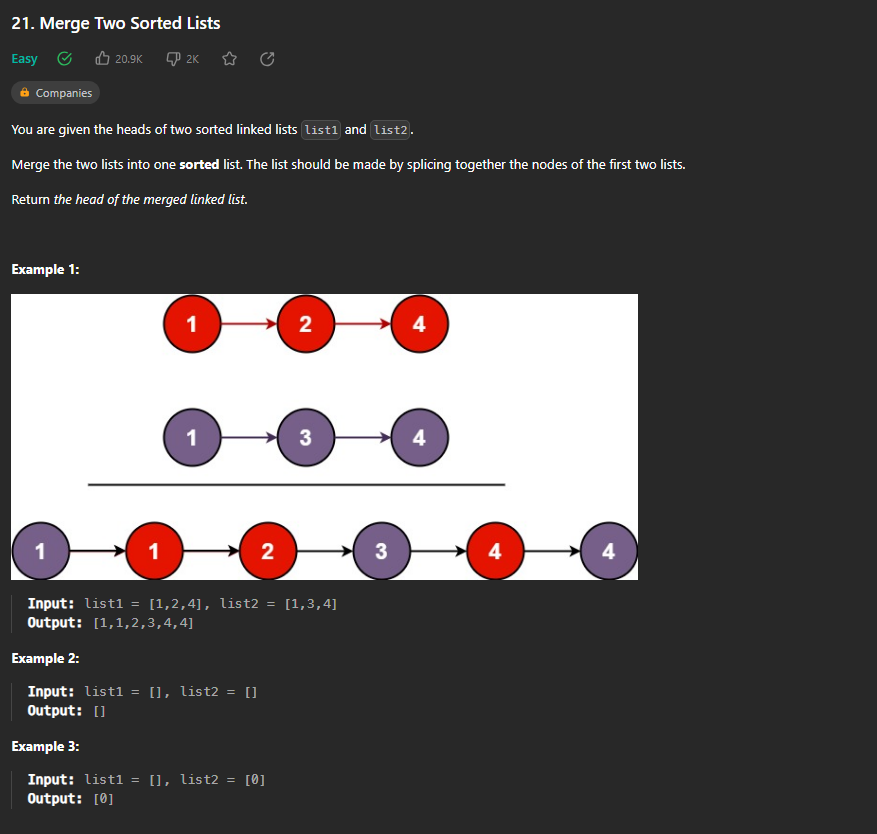 21. Merge Two Sorted Lists
Easy 20.9K 2K
Companies
You are given the heads of two sorted linked lists list1 and list2.
Merge the two lists into one sorted list. The list should be made by splicing together the nodes of the first two lists.
Return the head of the merged linked list.
Example 1:
1 2 4
1 3 4
1 1 2 3 4 4
Input: list1 = [1,2,4], list2 = [1,3,4]
Output: [1,1,2,3,4,4]
Example 2:
Input: list1 = [], list2 = []
Output: []
Example 3:
Input: list1 = [], list2 = [0]
Output: [0]